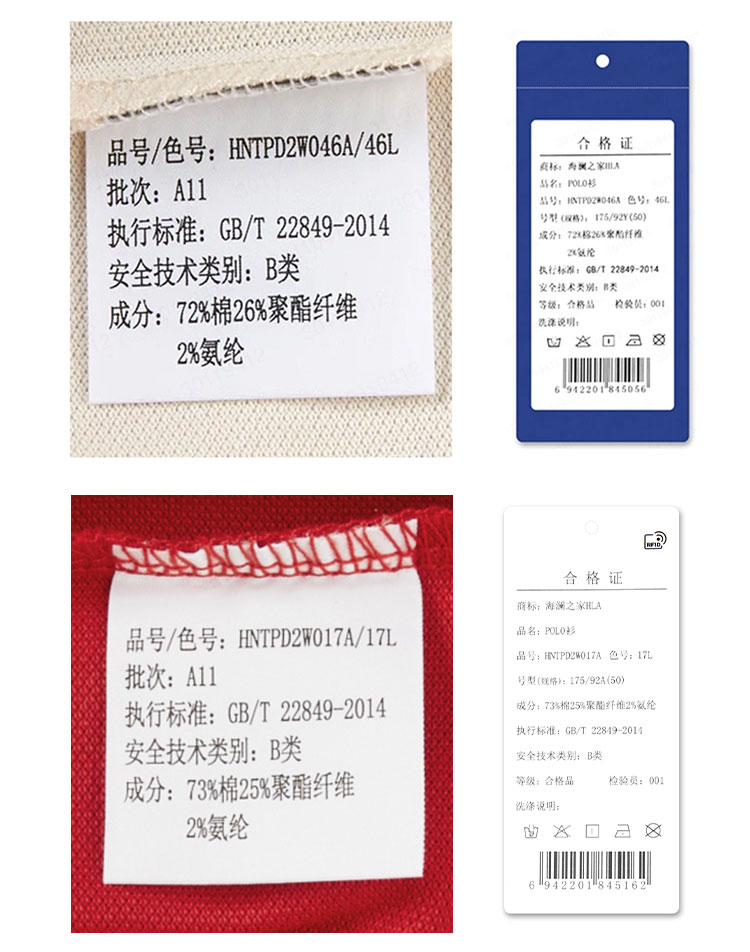 品号/色号: HNTPD2W046A/46L
批次: A11
执行标准: GB/T 22849-2014
安全技术类别: B类
成分: 72%棉26%聚酯纤维
2%氨纶
合格证
商标: 海澜之家HLA
品名: POLO衫
品号: HNTPD2W046A 色号: 46L
号型(规格): 175/92Y(50)
成分: 72%棉26%聚酯纤维
2%氨纶
执行标准: GB/T 22849-2014
安全技术类别: B类
等级: 合格品 检验员: 001
洗涤说明:
6 942201 845056
品号/色号: HNTPD2W017A/17L
批次: A11
执行标准: GB/T 22849-2014
安全技术类别: B类
成分: 73%棉25%聚酯纤维
2%氨纶
RFID
合格证
商标: 海澜之家HLA
品名: POLO衫
品号: HNTPD2W017A 色号: 17L
号型(规格): 175/92A(50)
成分: 73%棉25%聚酯纤维2%氨纶
执行标准: GB/T 22849-2014
安全技术类别: B类
等级: 合格品 检验员: 001
洗涤说明:
6 942201 845162